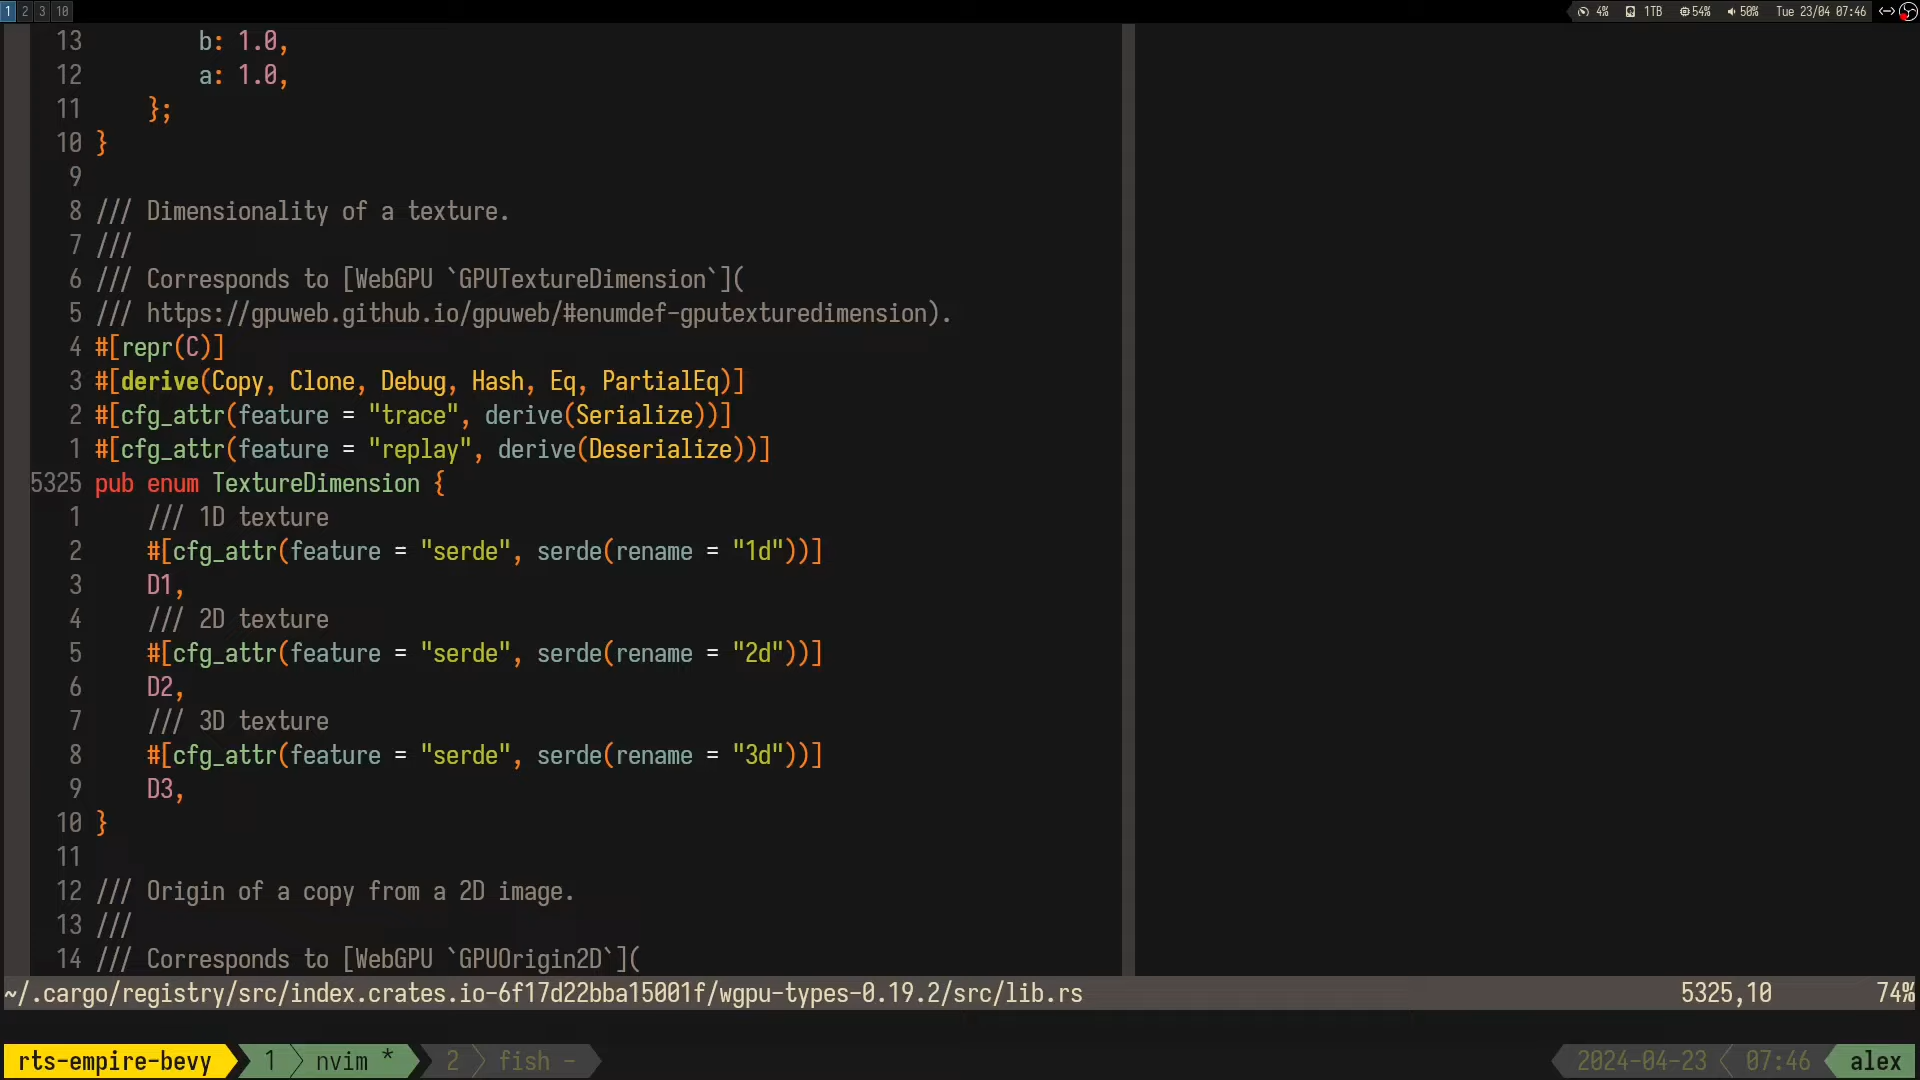 1 2 3 10 4% 1TB 54% 50% Tue 23/04 07:46
13 b: 1.0,
12 a: 1.0,
11 };
10 }
9
8 /// Dimensionality of a texture.
7 ///
6 /// Corresponds to [WebGPU `GPUTextureDimension`](
5 /// https://gpuweb.github.io/gpuweb/#enumdef-gputexturedimension).
4 #[repr(C)]
3 #[derive(Copy, Clone, Debug, Hash, Eq, PartialEq)]
2 #[cfg_attr(feature = "trace", derive(Serialize))]
1 #[cfg_attr(feature = "replay", derive(Deserialize))]
5325 pub enum TextureDimension {
1 /// 1D texture
2 #[cfg_attr(feature = "serde", serde(rename = "1d"))]
3 D1,
4 /// 2D texture
5 #[cfg_attr(feature = "serde", serde(rename = "2d"))]
6 D2,
7 /// 3D texture
8 #[cfg_attr(feature = "serde", serde(rename = "3d"))]
9 D3,
10 }
11
12 /// Origin of a copy from a 2D image.
13 ///
14 /// Corresponds to [WebGPU `GPUOrigin2D`](
~/.cargo/registry/src/index.crates.io-6f17d22bba15001f/wgpu-types-0.19.2/src/lib.rs 5325,10 74%
rts-empire-bevy 1 nvim * 2 fish - 2024-04-23 07:46 alex